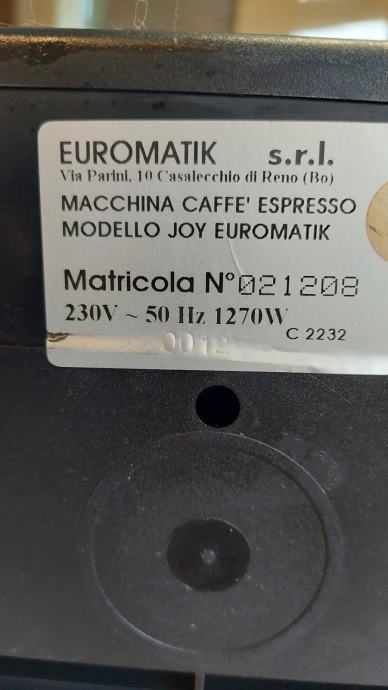 EUROMATIK s.r.l.
Via Parini, 10 Casalecchio di Reno (Bo)
MACCHINA CAFFE' ESPRESSO
MODELLO JOY EUROMATIK
Matricola N° 021208
230V ~ 50 Hz 1270W
C 2232